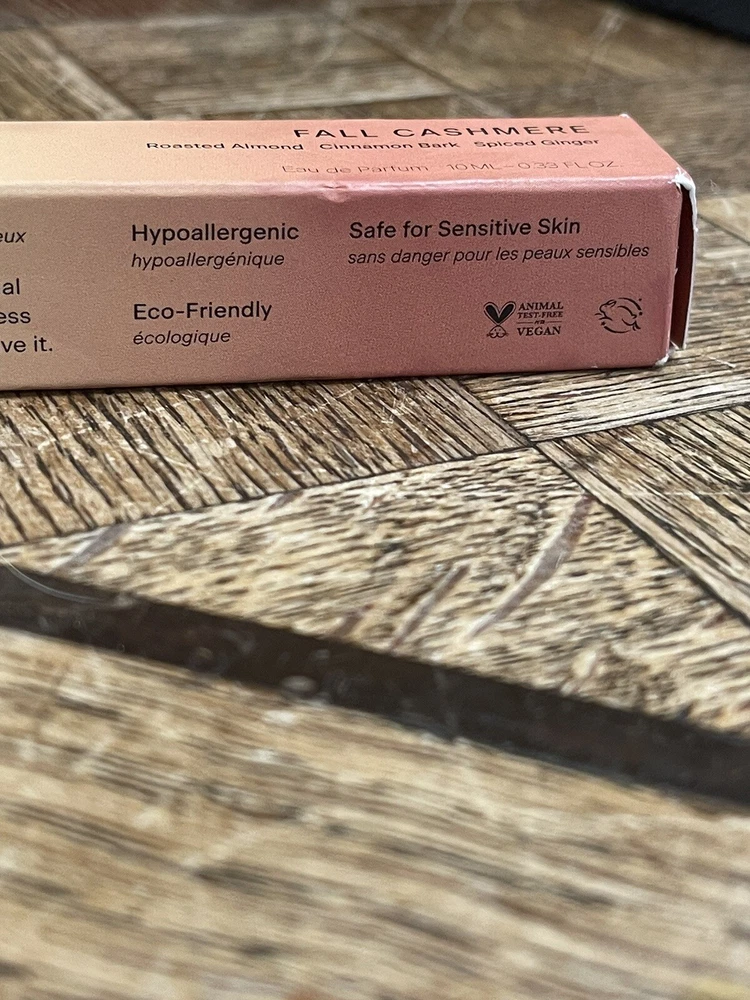 FALL CASHMERE
Roasted Almond Cinnamon Bark Spiced Ginger
Eau de Parfum 10 ML–0.33 FL.OZ.
eux
al
ess
ve it.
Hypoallergenic
hypoallergénique
Eco-Friendly
écologique
Safe for Sensitive Skin
sans danger pour les peaux sensibles
ANIMAL
TEST-FREE
VEGAN